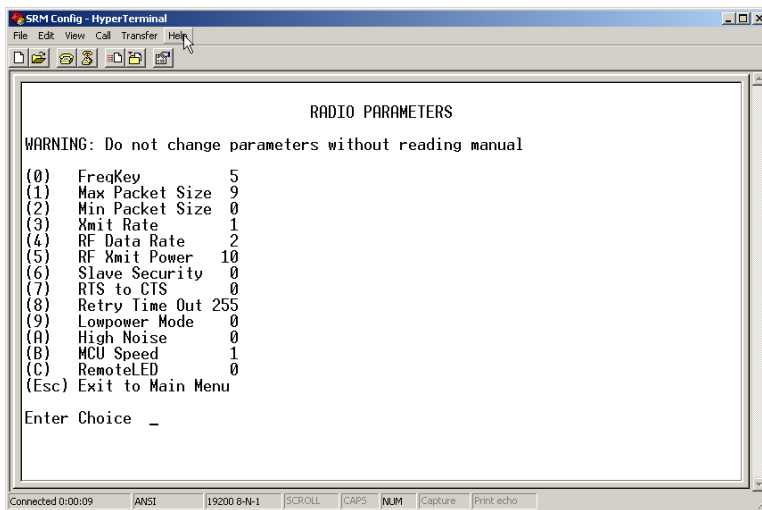 SRM Config - HyperTerminal
File Edit View Call Transfer Help
RADIO PARAMETERS
WARNING: Do not change parameters without reading manual
(0) FreqKey 5
(1) Max Packet Size 9
(2) Min Packet Size 0
(3) Xmit Rate 1
(4) RF Data Rate 2
(5) RF Xmit Power 10
(6) Slave Security 0
(7) RTS to CTS 0
(8) Retry Time Out 255
(9) Lowpower Mode 0
(A) High Noise 0
(B) MCU Speed 1
(C) RemoteLED 0
(Esc) Exit to Main Menu
Enter Choice _
Connected 0:00:09 ANSI 19200 8-N-1 SCROLL CAPS NUM Capture Print echo